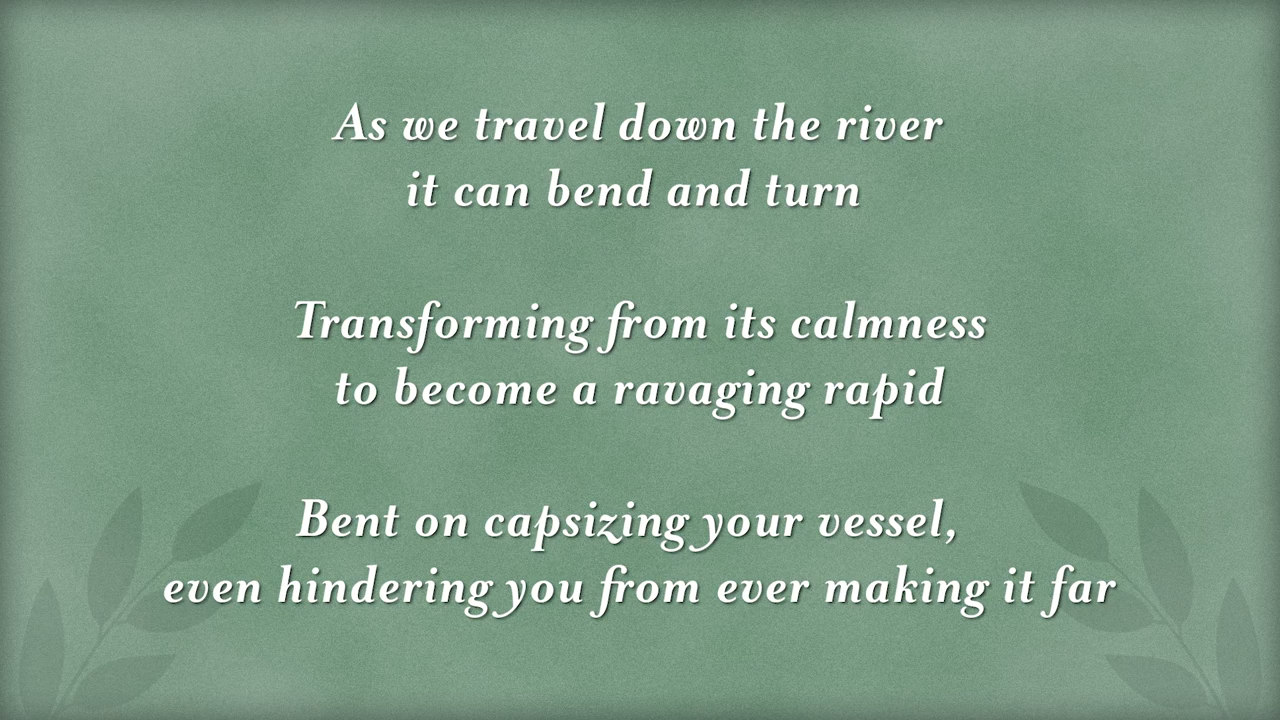 As we travel down the river
it can bend and turn
Transforming from its calmness
to become a ravaging rapid
Bent on capsizing your vessel,
even hindering you from ever making it far